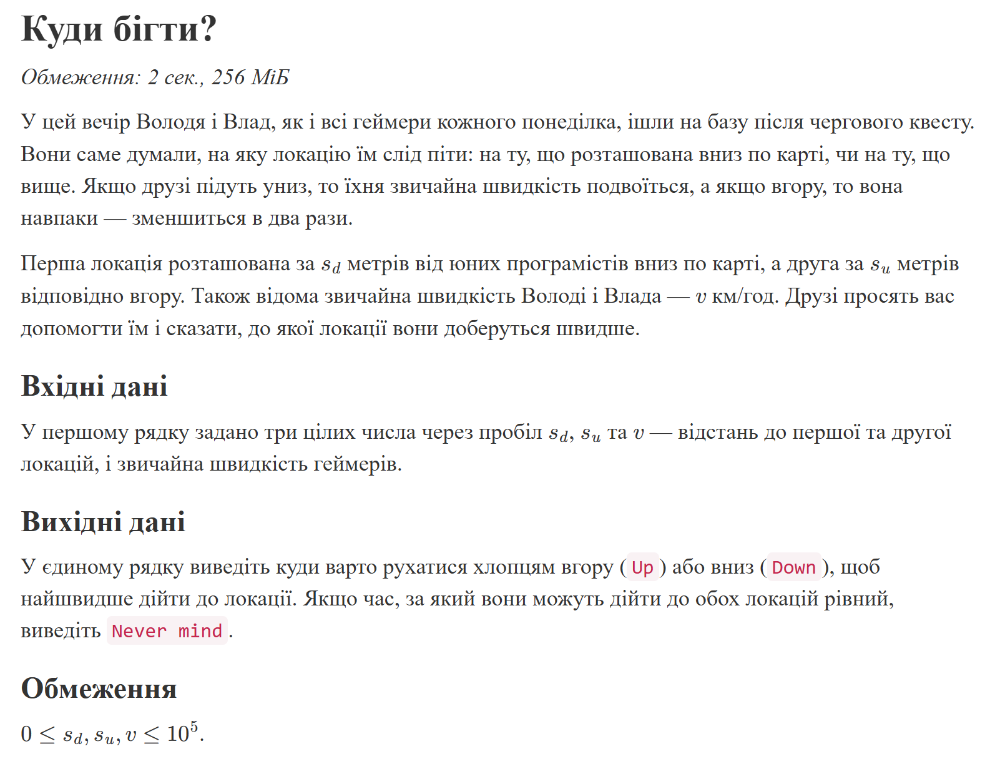 Куди бігти?
Обмеження: 2 сек., 256 МіБ
У цей вечір Володя і Влад, як і всі геймери кожного понеділка, ішли на базу після чергового квесту.
Вони саме думали, на яку локацію їм слід піти: на ту, що розташована вниз по карті, чи на ту, що
вище. Якщо друзі підуть униз, то їхня звичайна швидкість подвоїться, а якщо вгору, то вона
навпаки — зменшиться в два рази.
Перша локація розташована за s_d метрів від юних програмістів вниз по карті, а друга за s_u метрів
відповідно вгору. Також відома звичайна швидкість Володі і Влада — v км/год. Друзі просять вас
допомогти їм і сказати, до якої локації вони доберуться швидше.
Вхідні дані
У першому рядку задано три цілих числа через пробіл s_d, s_u та v — відстань до першої та другої
локацій, і звичайна швидкість геймерів.
Вихідні дані
У єдиному рядку виведіть куди варто рухатися хлопцям вгору (Up) або вниз (Down), щоб
найшвидше дійти до локації. Якщо час, за який вони можуть дійти до обох локацій рівний,
виведіть Never mind.
Обмеження
0 ≤ s_d, s_u, v ≤ 10^5.